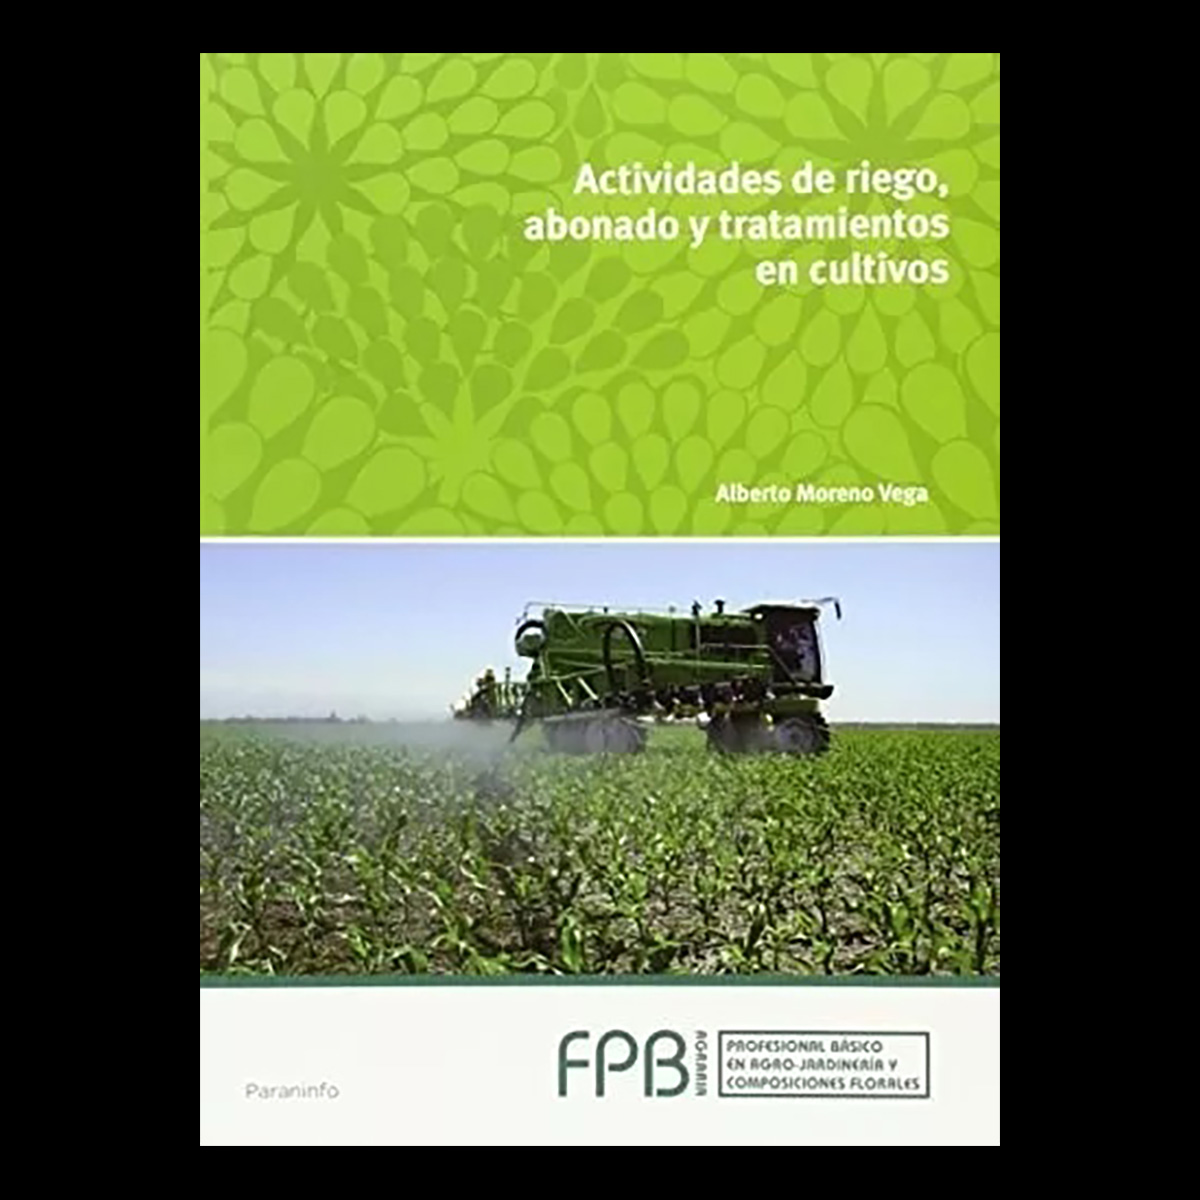 Actividades de riego,
abonado y tratamientos
en cultivos
Alberto Moreno Vega
Paraninfo
FPB
AGRARIA
PROFESIONAL BÁSICO
EN AGRO-JARDINERÍA Y
COMPOSICIONES FLORALES